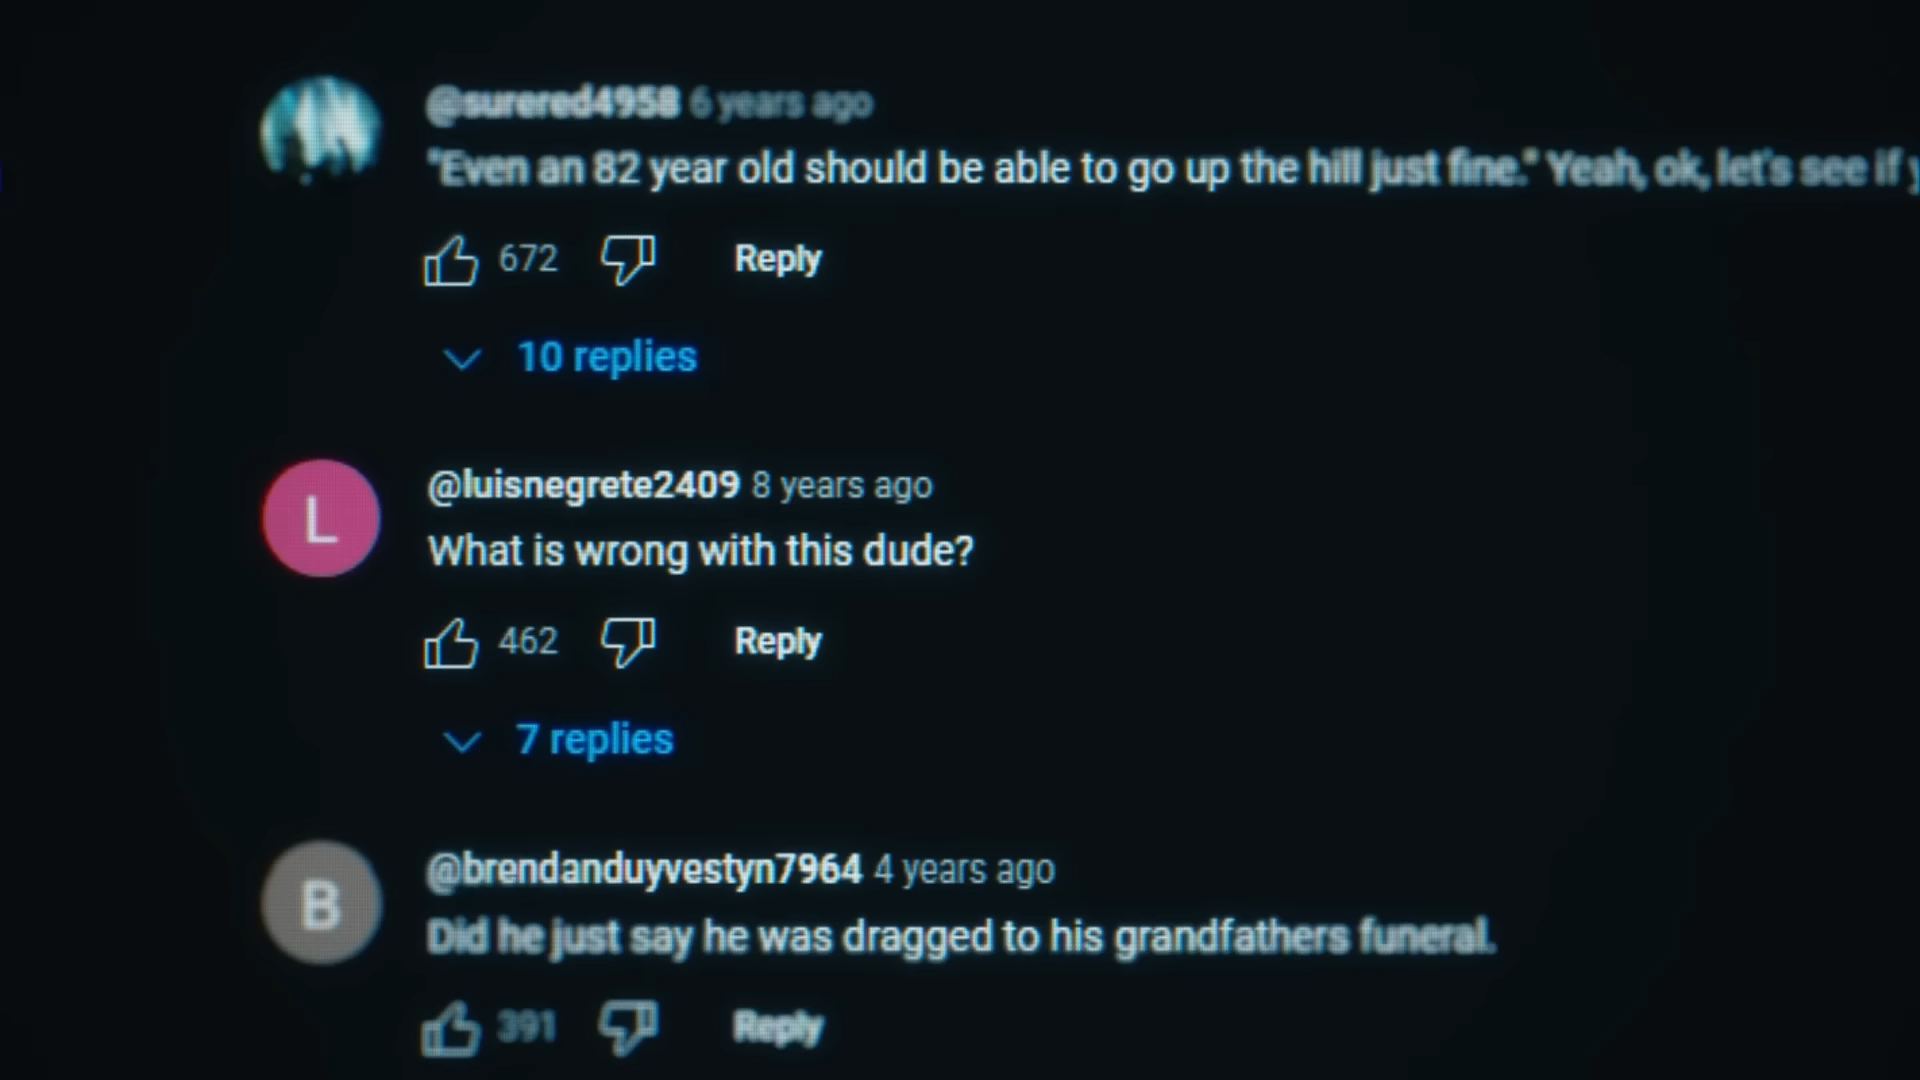 @surered4958 6 years ago
"Even an 82 year old should be able to go up the hill just fine." Yeah, ok, let's see if
672 Reply
10 replies
L
@luisnegrete2409 8 years ago
What is wrong with this dude?
462 Reply
7 replies
B
@brendanduyvestyn7964 4 years ago
Did he just say he was dragged to his grandfathers funeral.
391 Reply